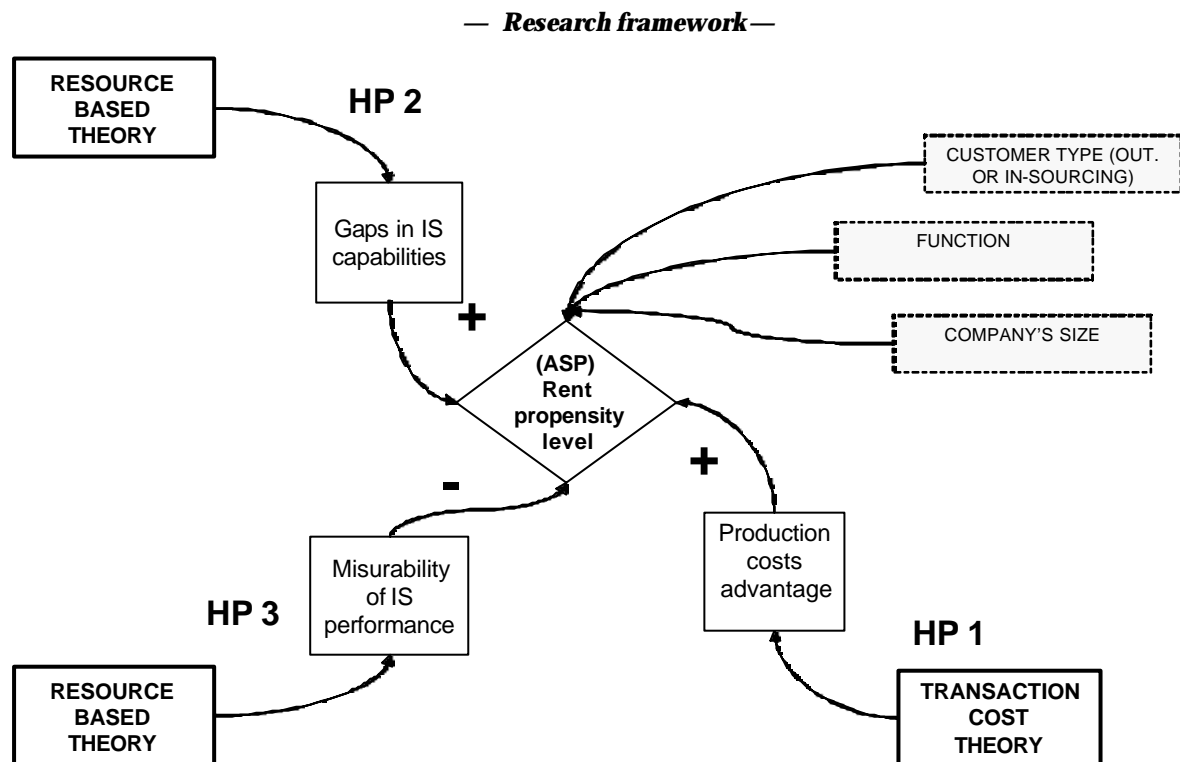 — Research framework—
RESOURCE
BASED
THEORY
HP 2
CUSTOMER TYPE (OUT.
OR IN-SOURCING)
Gaps in IS
capabilities
FUNCTION
+
COMPANY'S SIZE
(ASP)
Rent
propensity
level
+
-
Misurability
of IS
performance
Production
costs
advantage
HP 3
HP 1
RESOURCE
BASED
THEORY
TRANSACTION
COST
THEORY